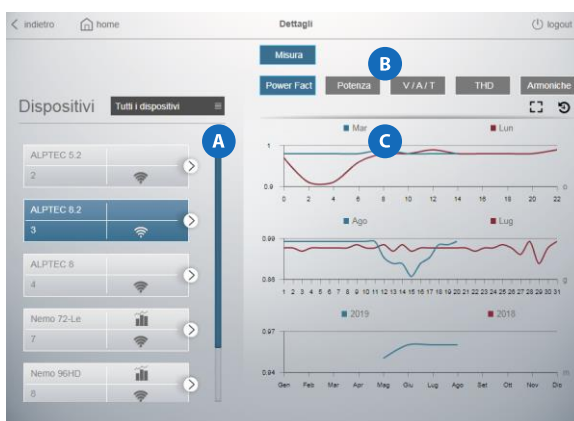 indietro home Dettagli logout
Misura
B
Power Fact Potenza V / A / T THD Armoniche
Dispositivi Tutti i dispositivi
A
C
Mar Lun
1
0.9
0 2 4 6 8 10 12 14 16 18 20 22 o
ALPTEC 5.2
2
ALPTEC 8.2
3
ALPTEC 8
4
Nemo 72-Le
7
Nemo 96HD
8
Ago Lug
0.99
0.88
1 2 3 4 5 6 7 8 9 10 11 12 13 14 15 16 17 18 19 20 21 22 23 24 25 26 27 28 29 30 31 g
2019 2018
0.97
0.94
Gen Feb Mar Apr Mag Giu Lug Ago Set Ott Nov Dic m